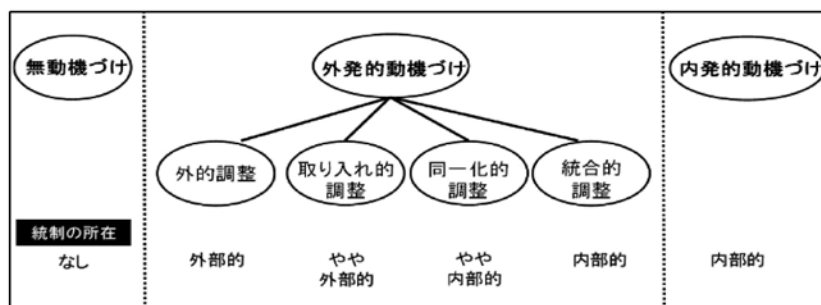 無動機づけ
外発的動機づけ
内発的動機づけ
外的調整
取り入れ的
調整
同一化的
調整
統合的
調整
統制の所在
なし
外部的
やや
外部的
やや
内部的
内部的
内部的